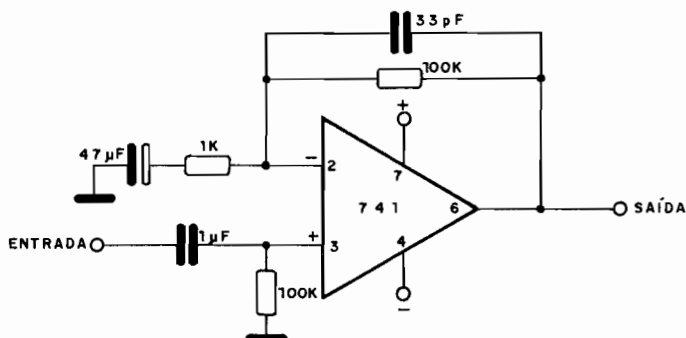 33pF
100K
+
47µF
1K
−
2
7
741
6
SAÍDA
ENTRADA
1µF
+
3
4
100K
−